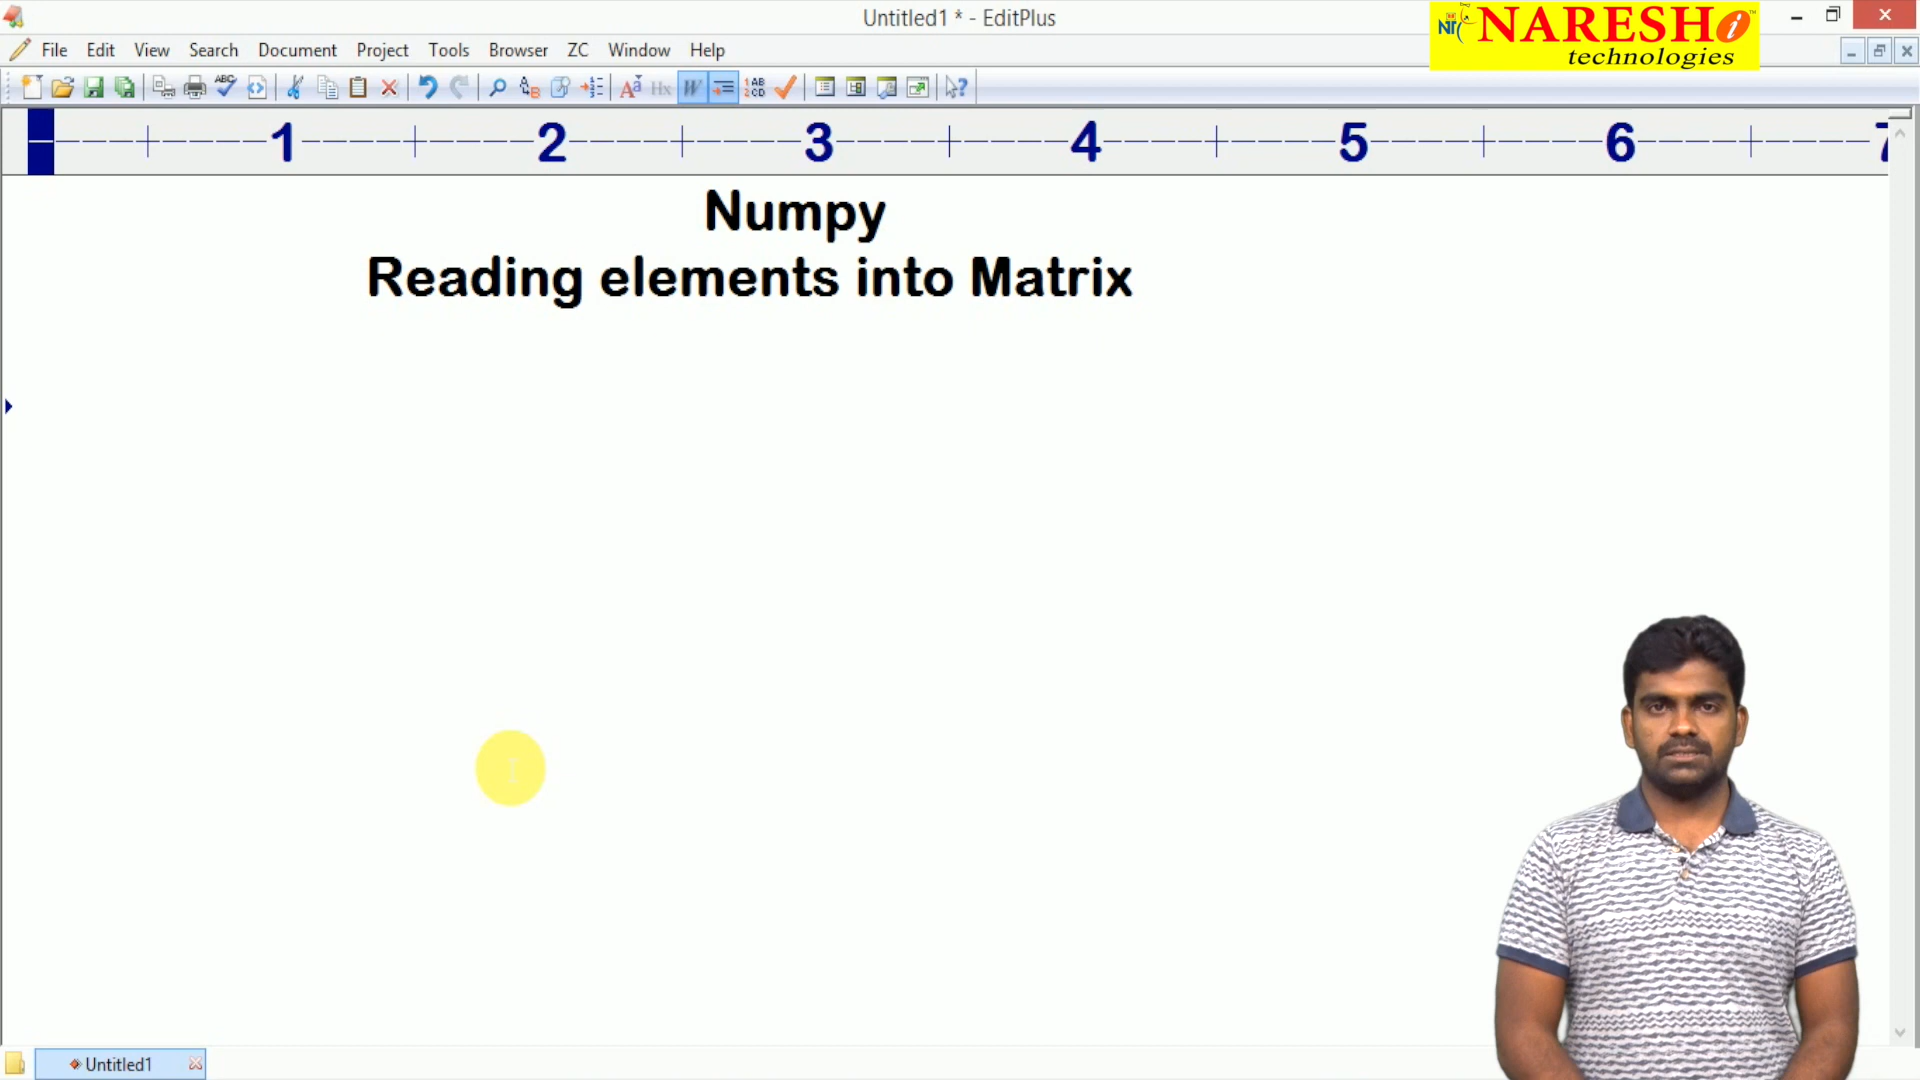 Untitled1 * - EditPlus
NARESH i
technologies
File Edit View Search Document Project Tools Browser ZC Window Help
1 2 3 4 5 6 7
Numpy
Reading elements into Matrix
Untitled1